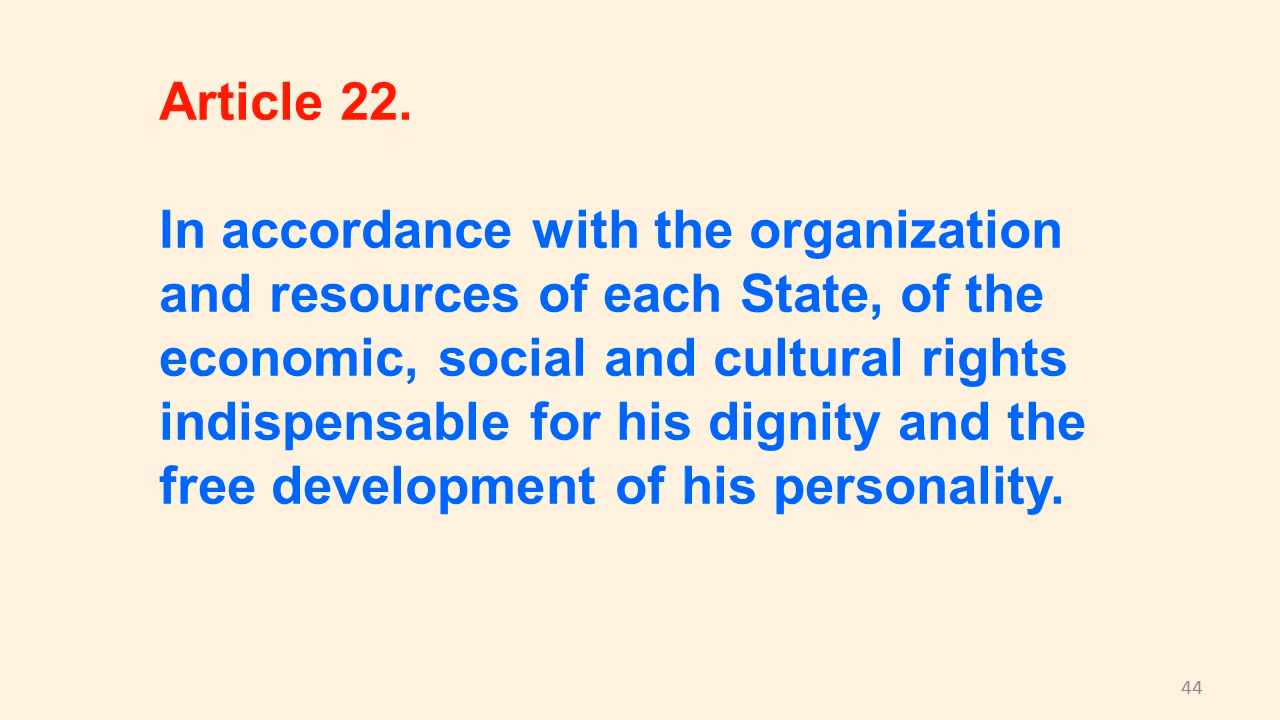 Article 22.
In accordance with the organization
and resources of each State, of the
economic, social and cultural rights
indispensable for his dignity and the
free development of his personality.
44